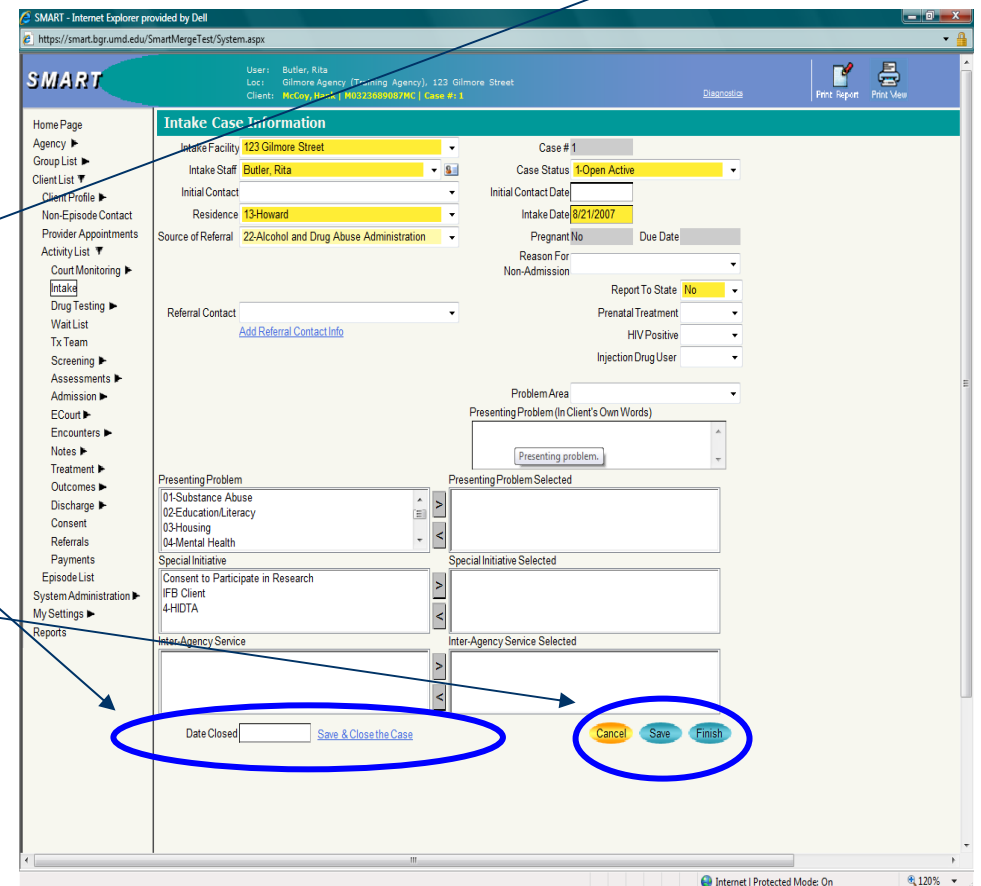 SMART - Internet Explorer provided by Dell
https://smart.bgr.umd.edu/SmartMergeTest/System.aspx
SMART
User: Butler, Rita
Loc: Gilmore Agency (Training Agency), 123 Gilmore Street
Client: McCoy, Hank | M0323689087MC | Case #: 1
Diagnostics
Print Report Print View
Home Page
Agency
Group List
Client List
Client Profile
Non-Episode Contact
Provider Appointments
Activity List
Court Monitoring
Intake
Drug Testing
Wait List
Tx Team
Screening
Assessments
Admission
ECourt
Encounters
Notes
Treatment
Outcomes
Discharge
Consent
Referrals
Payments
Episode List
System Administration
My Settings
Reports
Intake Case Information
Intake Facility 123 Gilmore Street Case # 1
Intake Staff Butler, Rita Case Status 1-Open Active
Initial Contact Initial Contact Date
Residence 13-Howard Intake Date 8/21/2007
Source of Referral 22-Alcohol and Drug Abuse Administration Pregnant No Due Date
Reason For
Non-Admission
Report To State No
Referral Contact Prenatal Treatment
Add Referral Contact Info HIV Positive
Injection Drug User
Problem Area
Presenting Problem (In Client's Own Words)
Presenting problem.
Presenting Problem Presenting Problem Selected
01-Substance Abuse >
02-Education/Literacy
03-Housing <
04-Mental Health
Special Initiative Special Initiative Selected
Consent to Participate in Research >
IFB Client
4-HIDTA <
Inter-Agency Service Inter-Agency Service Selected
>
<
Date Closed Save & Close the Case Cancel Save Finish
Internet | Protected Mode: On 120%